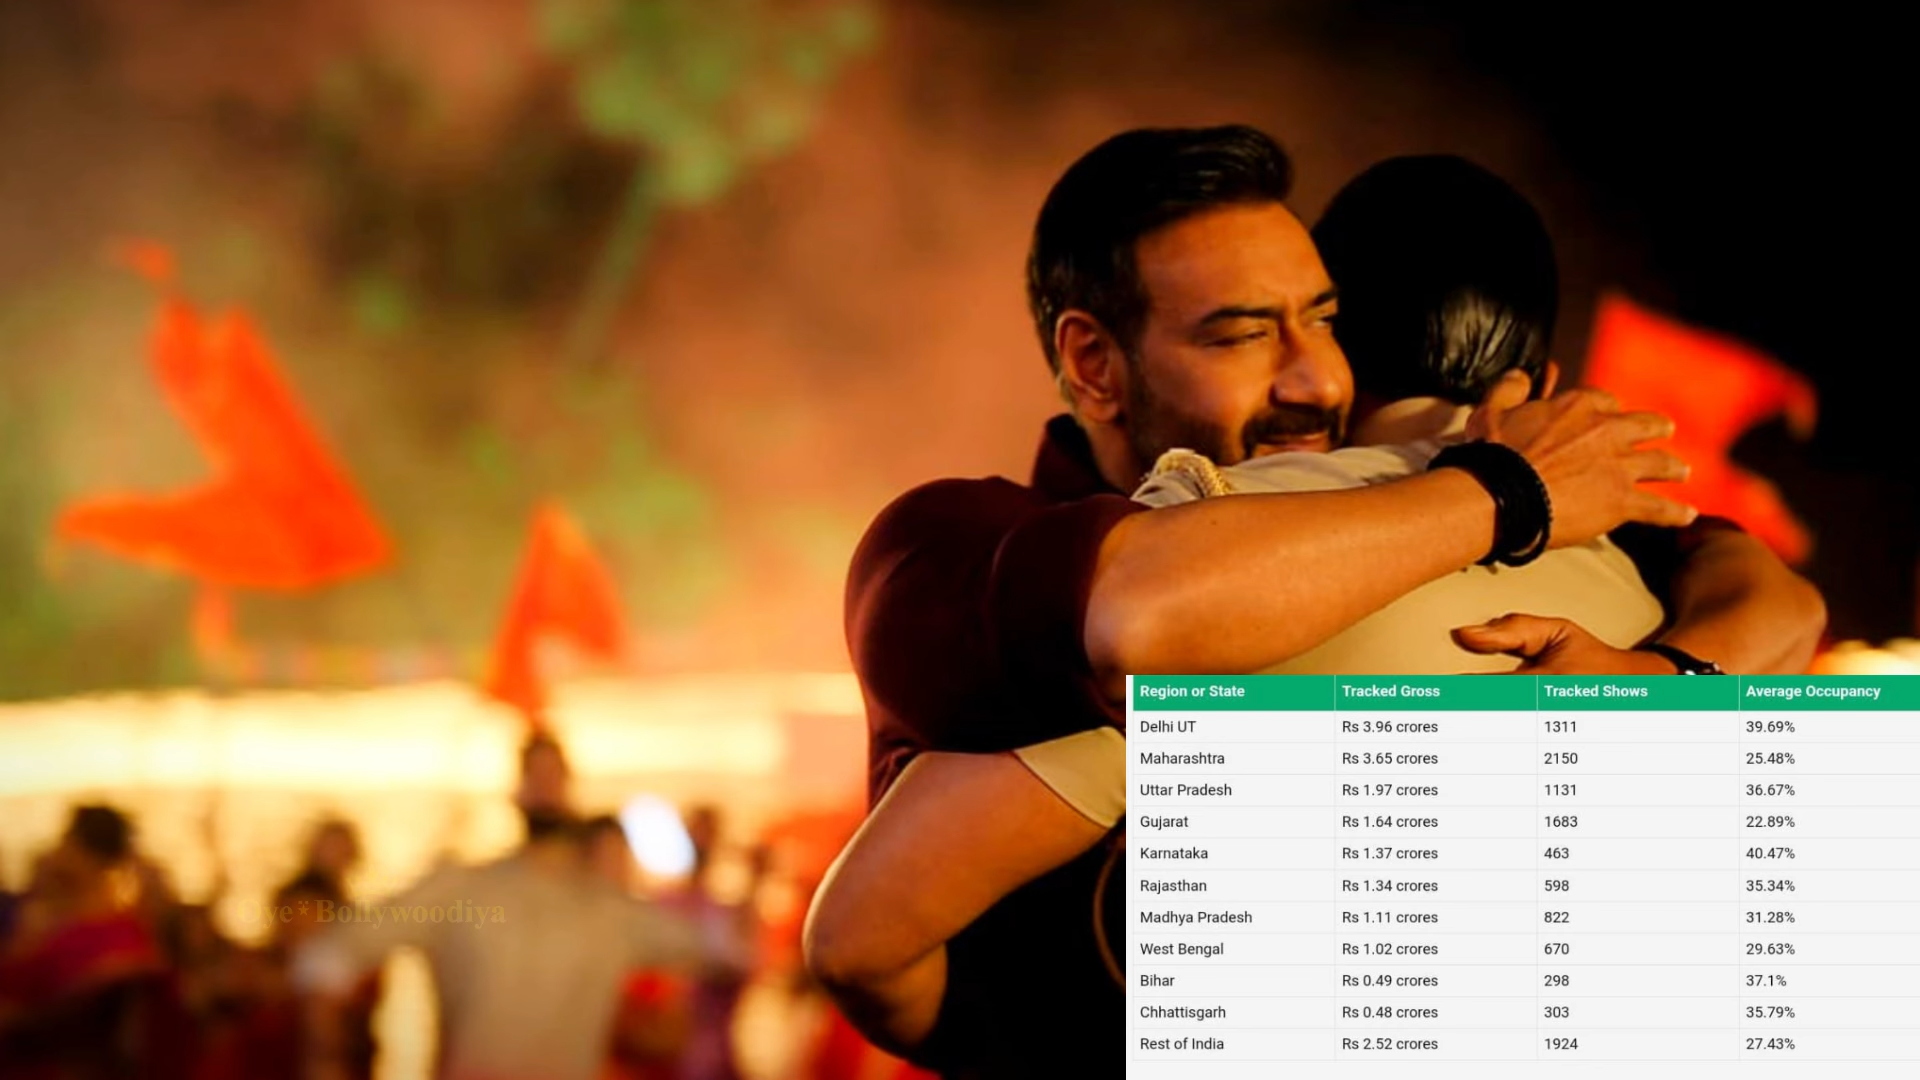 Oye*Bollywoodiya
Region or State Tracked Gross Tracked Shows Average Occupancy
Delhi UT Rs 3.96 crores 1311 39.69%
Maharashtra Rs 3.65 crores 2150 25.48%
Uttar Pradesh Rs 1.97 crores 1131 36.67%
Gujarat Rs 1.64 crores 1683 22.89%
Karnataka Rs 1.37 crores 463 40.47%
Rajasthan Rs 1.34 crores 598 35.34%
Madhya Pradesh Rs 1.11 crores 822 31.28%
West Bengal Rs 1.02 crores 670 29.63%
Bihar Rs 0.49 crores 298 37.1%
Chhattisgarh Rs 0.48 crores 303 35.79%
Rest of India Rs 2.52 crores 1924 27.43%